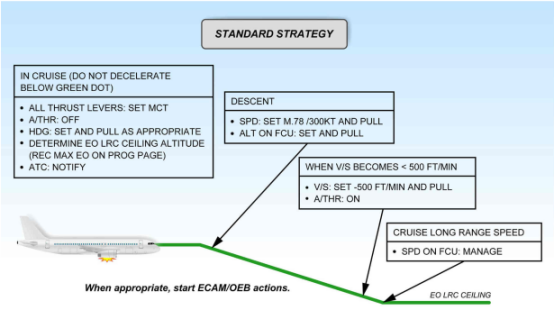 STANDARD STRATEGY
IN CRUISE (DO NOT DECELERATE
BELOW GREEN DOT)
• ALL THRUST LEVERS: SET MCT
• A/THR: OFF
• HDG: SET AND PULL AS APPROPRIATE
• DETERMINE EO LRC CEILING ALTITUDE
(REC MAX EO ON PROG PAGE)
• ATC: NOTIFY
DESCENT
• SPD: SET M.78 /300KT AND PULL
• ALT ON FCU: SET AND PULL
WHEN V/S BECOMES < 500 FT/MIN
• V/S: SET -500 FT/MIN AND PULL
• A/THR: ON
CRUISE LONG RANGE SPEED
• SPD ON FCU: MANAGE
When appropriate, start ECAM/OEB actions.
EO LRC CEILING